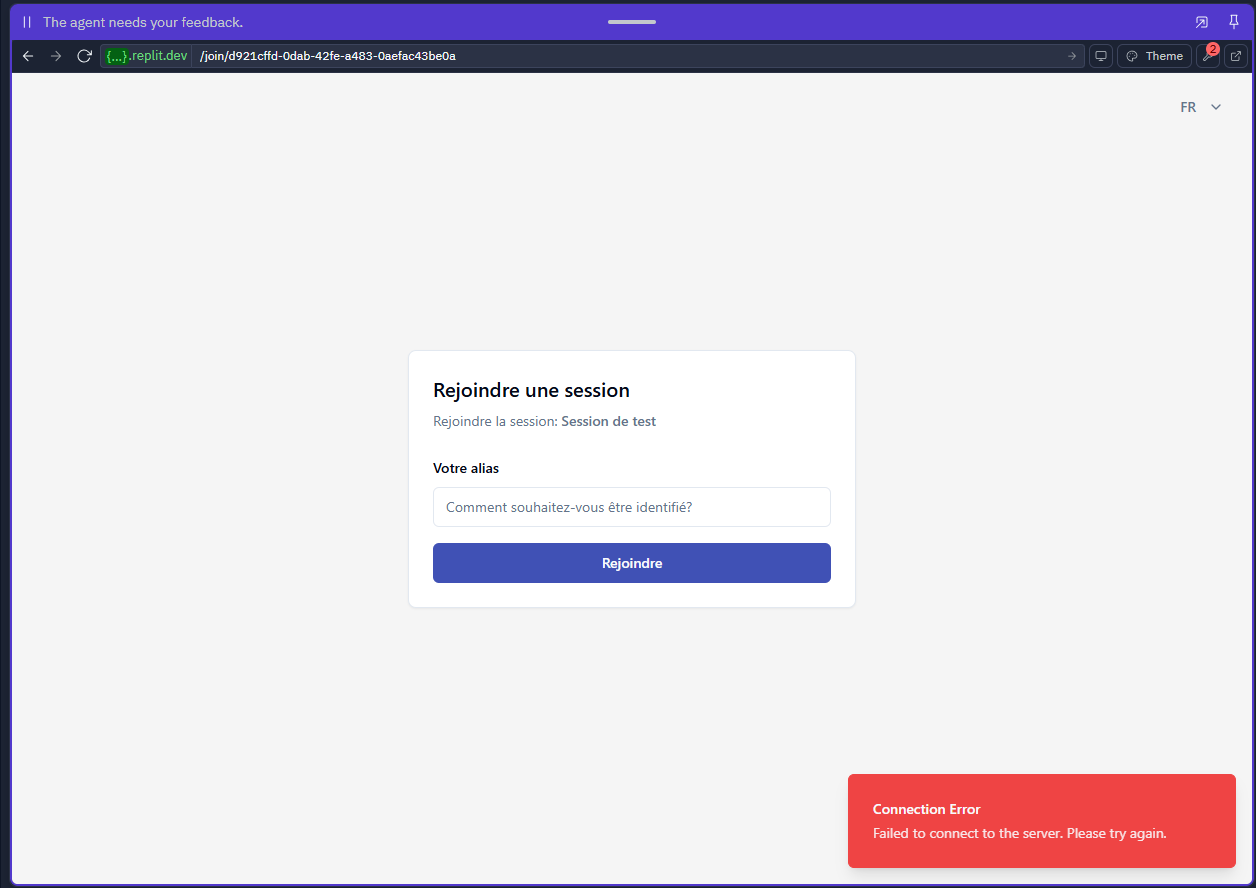 The agent needs your feedback.
{...}.replit.dev /join/d921cffd-0dab-42fe-a483-0aefac43be0a
Theme
2
FR
Rejoindre une session
Rejoindre la session: Session de test
Votre alias
Comment souhaitez-vous être identifié?
Rejoindre
Connection Error
Failed to connect to the server. Please try again.